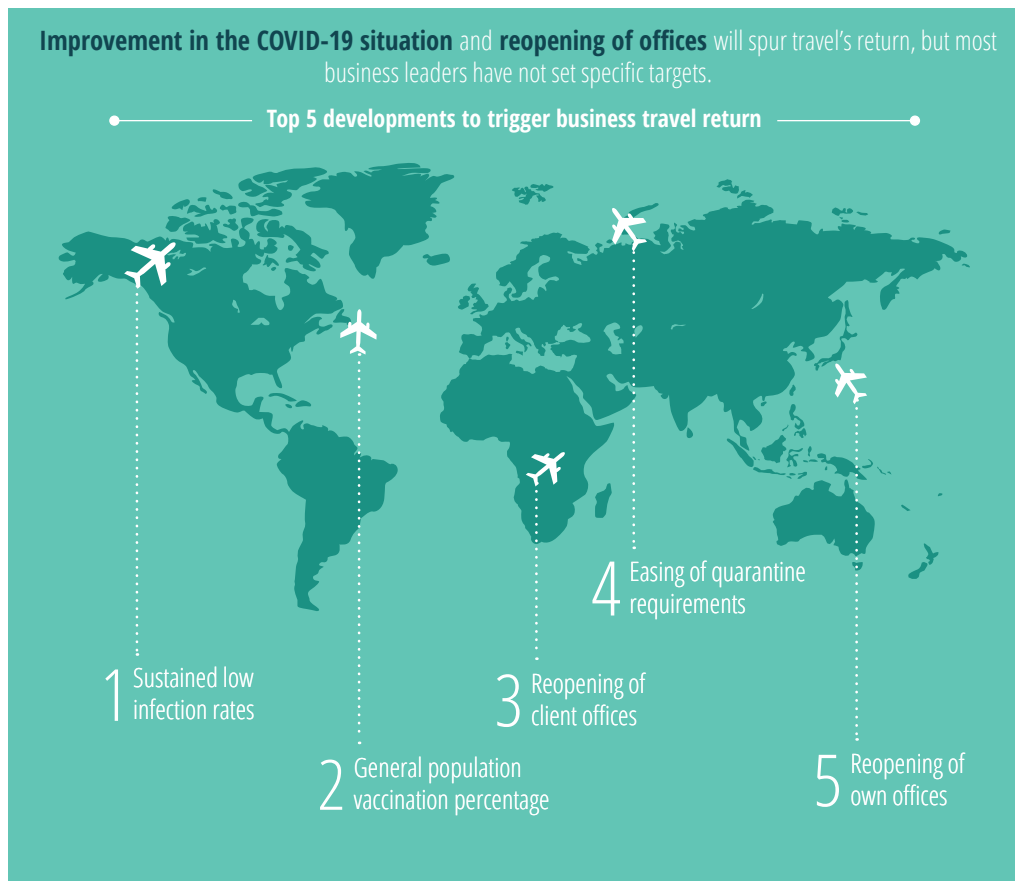 Improvement in the COVID-19 situation and reopening of offices will spur travel’s return, but most
business leaders have not set specific targets.
Top 5 developments to trigger business travel return
4 Easing of quarantine
requirements
1 Sustained low
infection rates
3 Reopening of
client offices
2 General population
vaccination percentage
5 Reopening of
own offices